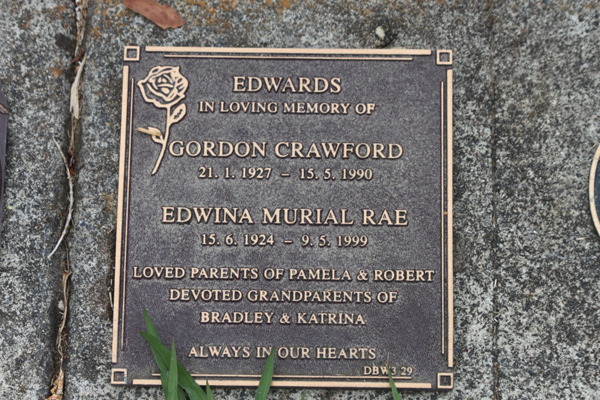 EDWARDS
IN LOVING MEMORY OF
GORDON CRAWFORD
21. 1. 1927 – 15. 5. 1990
EDWINA MURIAL RAE
15. 6. 1924 – 9. 5. 1999
LOVED PARENTS OF PAMELA & ROBERT
DEVOTED GRANDPARENTS OF
BRADLEY & KATRINA
ALWAYS IN OUR HEARTS
DBW3 29